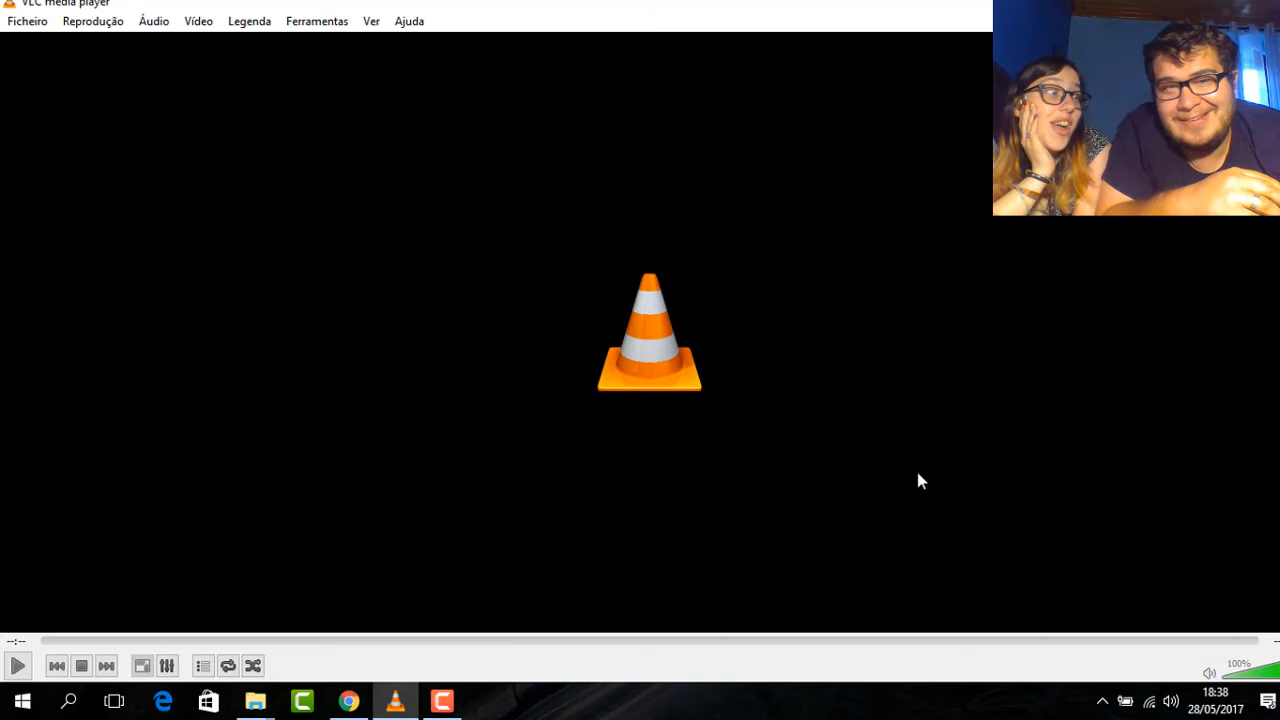 VLC media player
Ficheiro Reprodução Áudio Vídeo Legenda Ferramentas Ver Ajuda
--:--
100%
18:38
28/05/2017